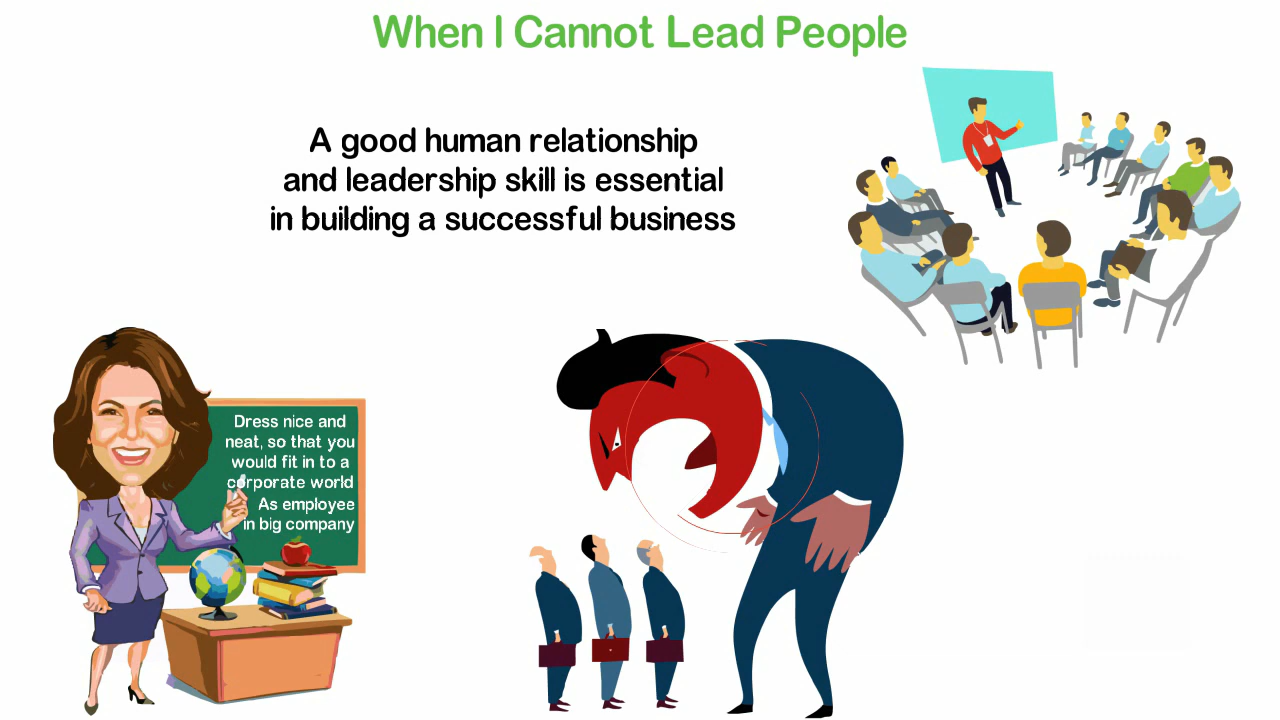 When I Cannot Lead People
A good human relationship
and leadership skill is essential
in building a successful business
Dress nice and
neat, so that you
would fit in to a
corporate world
As employee
in big company